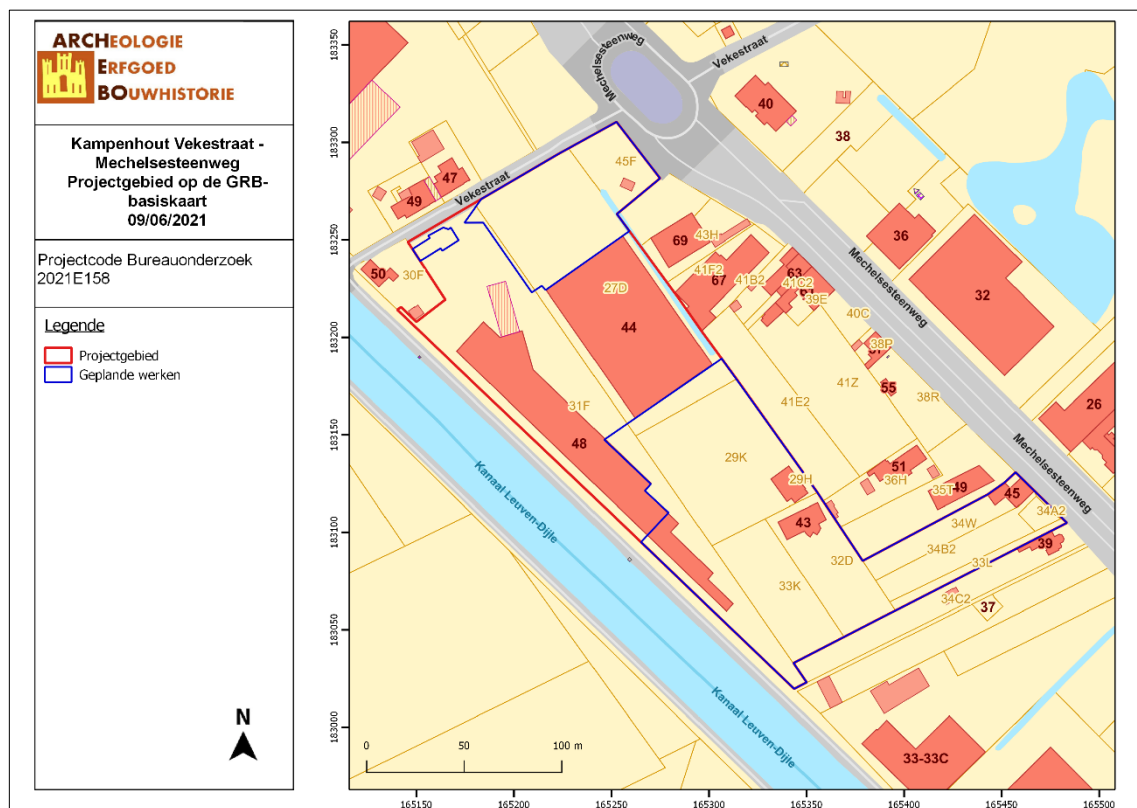 ARCHEOLOGIE
ERFGOED
BOUWHISTORIE
Kampenhout Vekestraat -
Mechelsesteenweg
Projectgebied op de GRB-
basiskaart
09/06/2021
Projectcode Bureauonderzoek
2021E158
Legende
Projectgebied
Geplande werken
N
183350
183300
183250
183200
183150
183100
183050
183000
165150
165200
165250
165300
165350
165400
165450
165500
0
50
100 m
Mechelsesteenweg
Vekestraat
40
38
45F
47
49
Vekestraat
50
30F
69
43H
41F2
67
41B2
63
41C2
61
39E
36
32
Mechelsesteenweg
40C
27D
44
38P
41Z
55
38R
26
31F
48
41E2
29K
29H
51
36H
35T
49
45
Mechelsesteenweg
34A2
43
34W
34B2
39
33L
32D
33K
34C2
37
Kanaal Leuven-Dijle
Kanaal Leuven-Dijle
33-33C